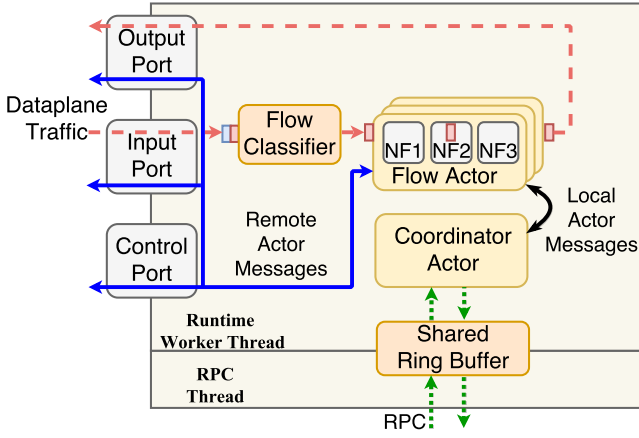 Output
Port
Dataplane
Traffic
Input
Port
Control
Port
Flow
Classifier
NF1
NF2
NF3
Flow Actor
Local
Actor
Messages
Remote
Actor
Messages
Coordinator
Actor
Runtime
Worker Thread
Shared
Ring Buffer
RPC
Thread
RPC